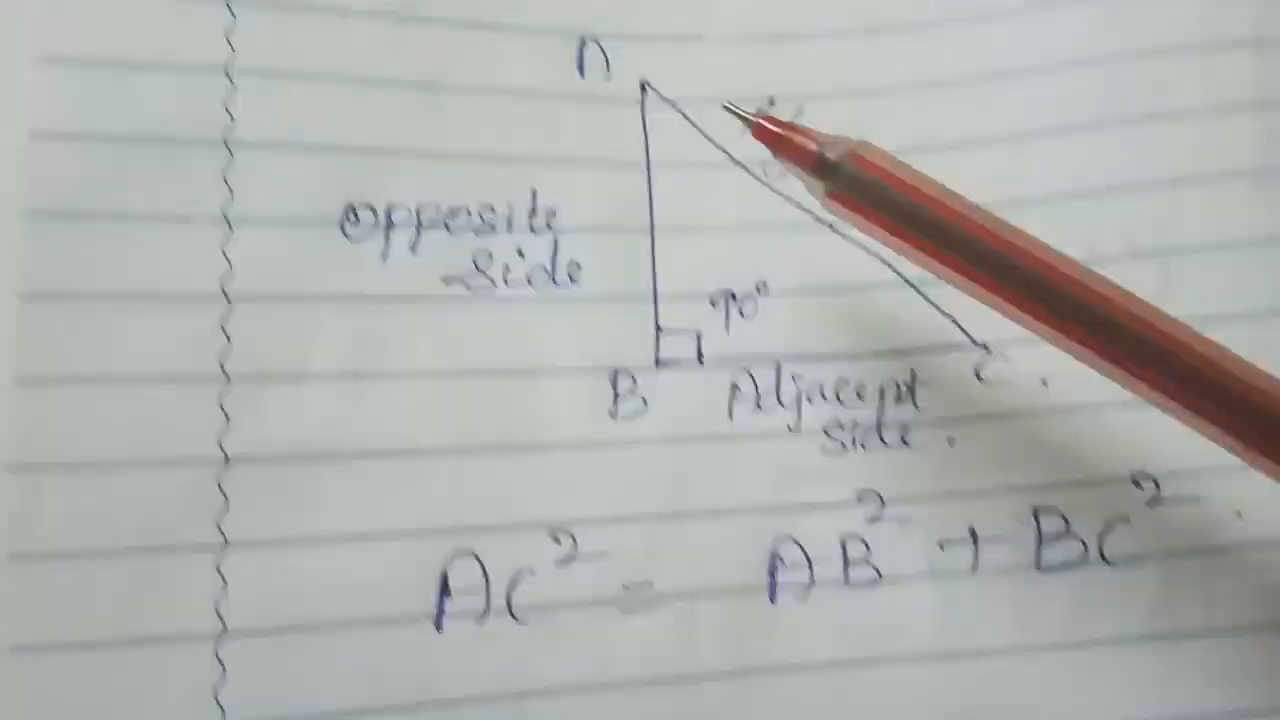 A
Opposite
Side
90°
B
C.
Adjacent
Side.
AC² = AB² + BC².